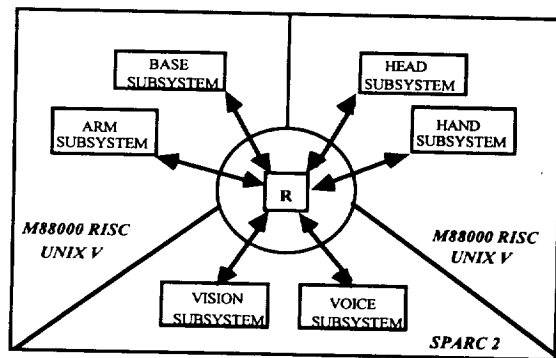 BASE
SUBSYSTEM
HEAD
SUBSYSTEM
ARM
SUBSYSTEM
HAND
SUBSYSTEM
R
M88000 RISC
UNIX V
M88000 RISC
UNIX V
VISION
SUBSYSTEM
VOICE
SUBSYSTEM
SPARC 2